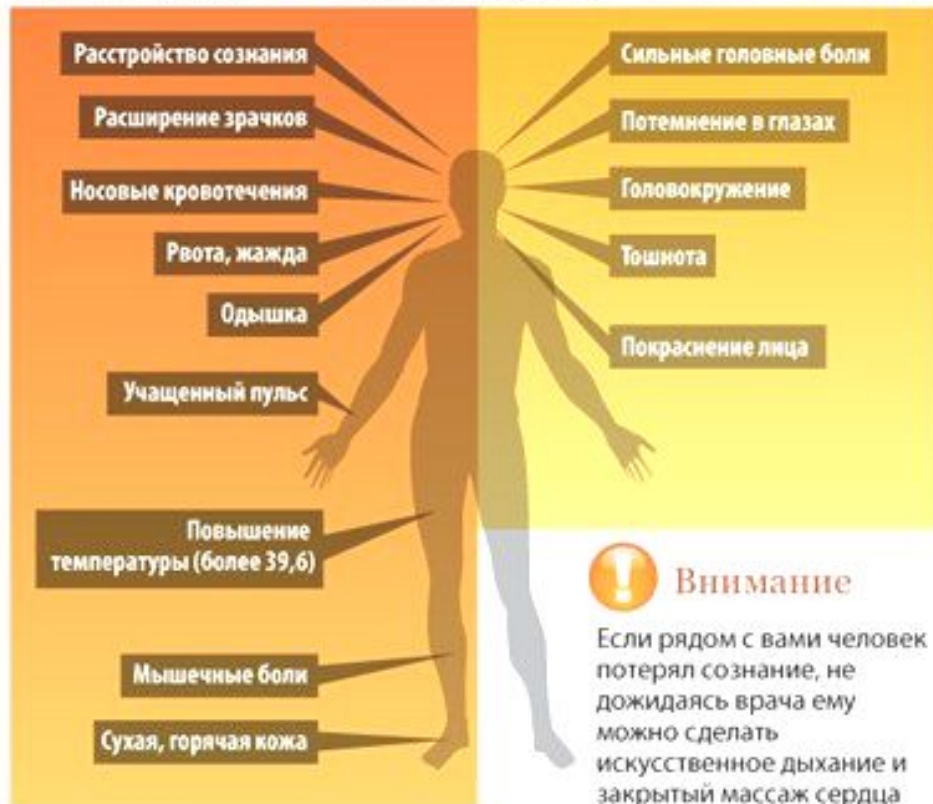 Расстройство сознания
Расширение зрачков
Носовые кровотечения
Рвота, жажда
Одышка
Учащенный пульс
Повышение
температуры (более 39,6)
Мышечные боли
Сухая, горячая кожа
Сильные головные боли
Потемнение в глазах
Головокружение
Тошнота
Покраснение лица
Внимание
Если рядом с вами человек
потерял сознание, не
дожидаясь врача ему
можно сделать
искусственное дыхание и
закрытый массаж сердца